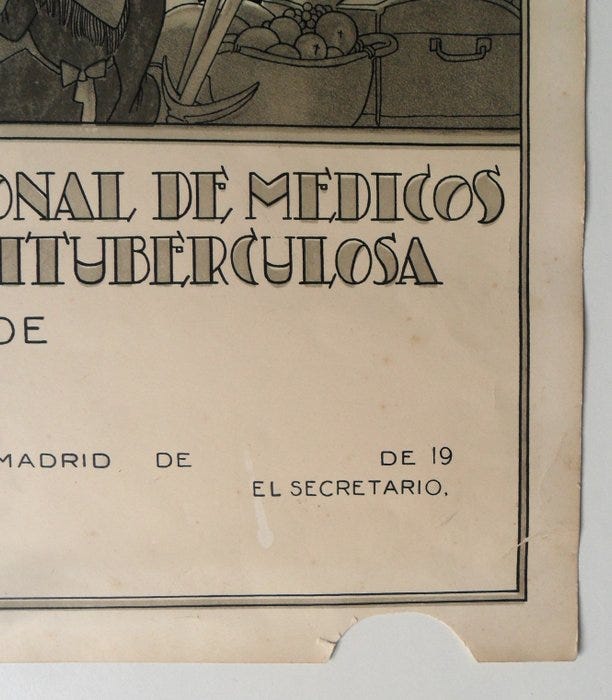 ONAL DE MEDICOS
ITUBERCULOSA
DE
MADRID DE DE 19
EL SECRETARIO,